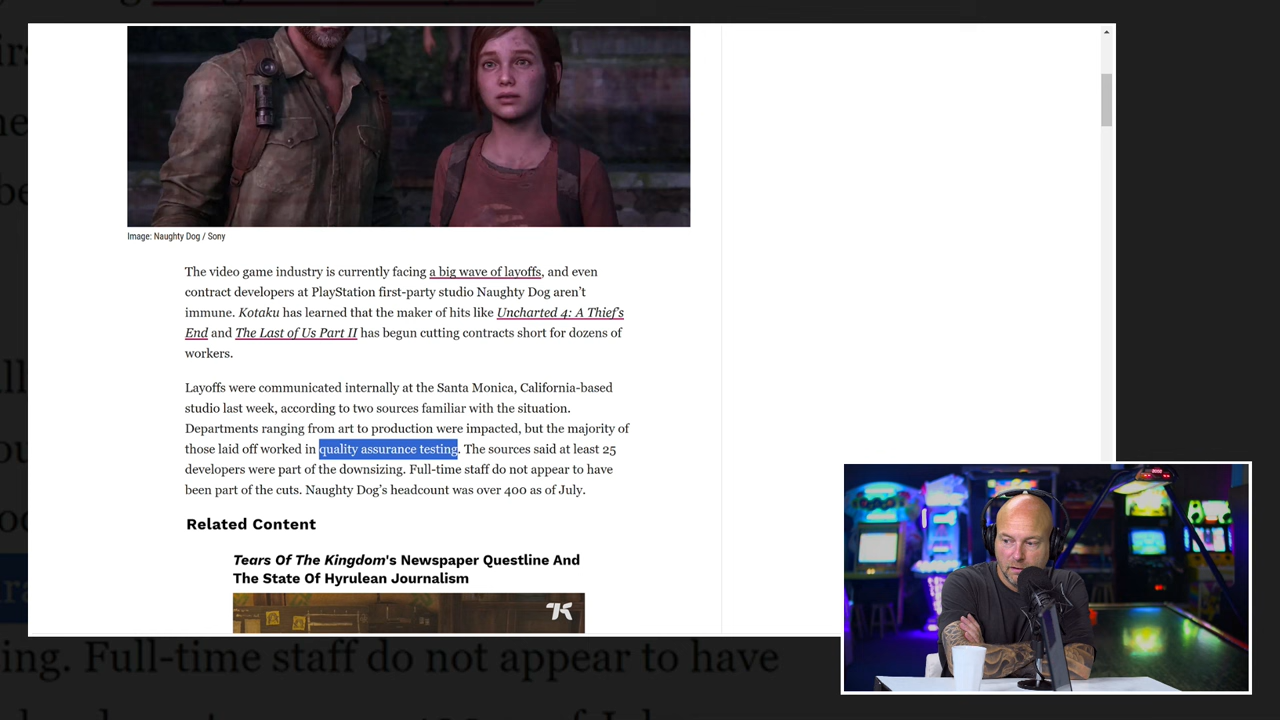 Image: Naughty Dog / Sony
The video game industry is currently facing a big wave of layoffs, and even
contract developers at PlayStation first-party studio Naughty Dog aren't
immune. Kotaku has learned that the maker of hits like Uncharted 4: A Thief's
End and The Last of Us Part II has begun cutting contracts short for dozens of
workers.
Layoffs were communicated internally at the Santa Monica, California-based
studio last week, according to two sources familiar with the situation.
Departments ranging from art to production were impacted, but the majority of
those laid off worked in quality assurance testing. The sources said at least 25
developers were part of the downsizing. Full-time staff do not appear to have
been part of the cuts. Naughty Dog's headcount was over 400 as of July.
Related Content
Tears Of The Kingdom's Newspaper Questline And
The State Of Hyrulean Journalism
ing. Full-time staff do not appear to have